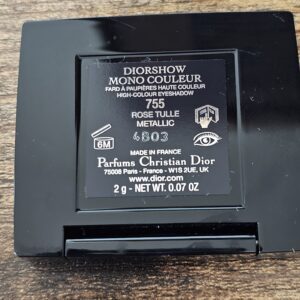 DIORSHOW
MONO COULEUR
FARD À PAUPIÈRES HAUTE COULEUR
HIGH-COLOUR EYESHADOW
755
ROSE TULLE
METALLIC
4B03
6M
MADE IN FRANCE
Parfums Christian Dior
75008 Paris - France - W1S 2UE, UK
www.dior.com
2 g - NET WT. 0.07 OZ